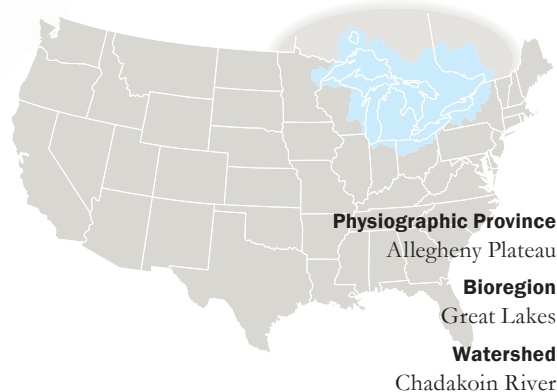 Physiographic Province
Allegheny Plateau
Bioregion
Great Lakes
Watershed
Chadakoin River